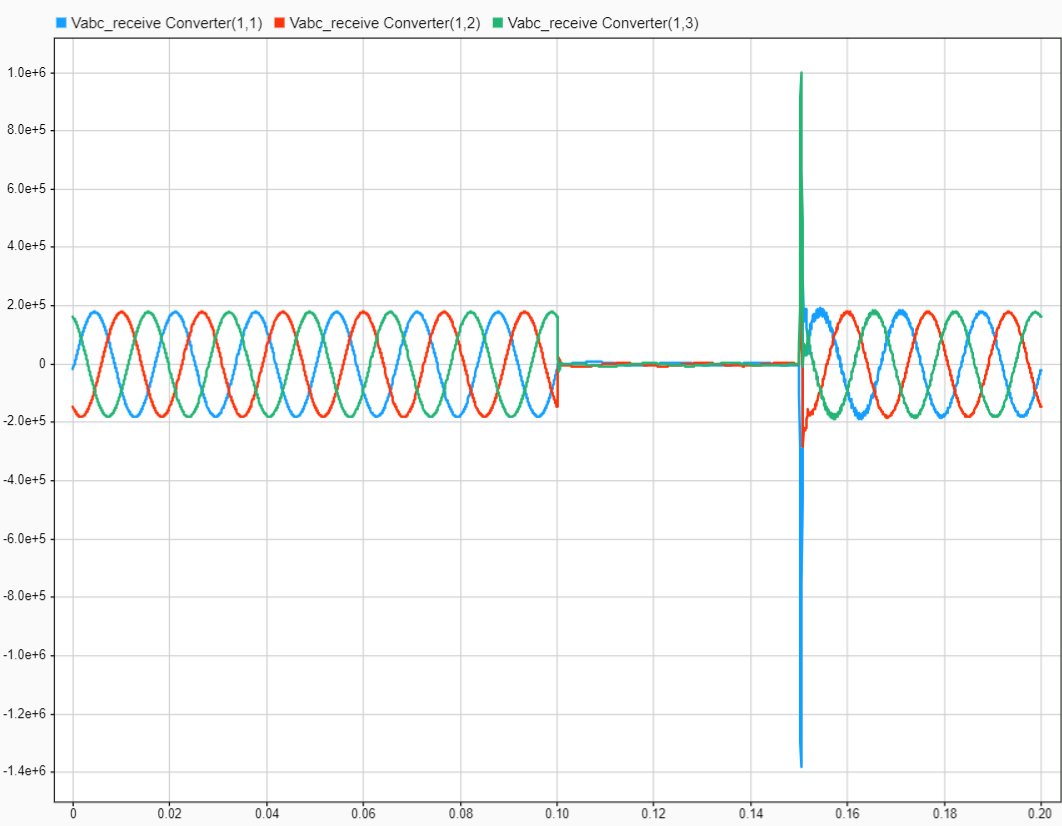 Vabc_receive Converter(1,1) Vabc_receive Converter(1,2) Vabc_receive Converter(1,3)
1.0e+6
8.0e+5
6.0e+5
4.0e+5
2.0e+5
0
-2.0e+5
-4.0e+5
-6.0e+5
-8.0e+5
-1.0e+6
-1.2e+6
-1.4e+6
0 0.02 0.04 0.06 0.08 0.10 0.12 0.14 0.16 0.18 0.20